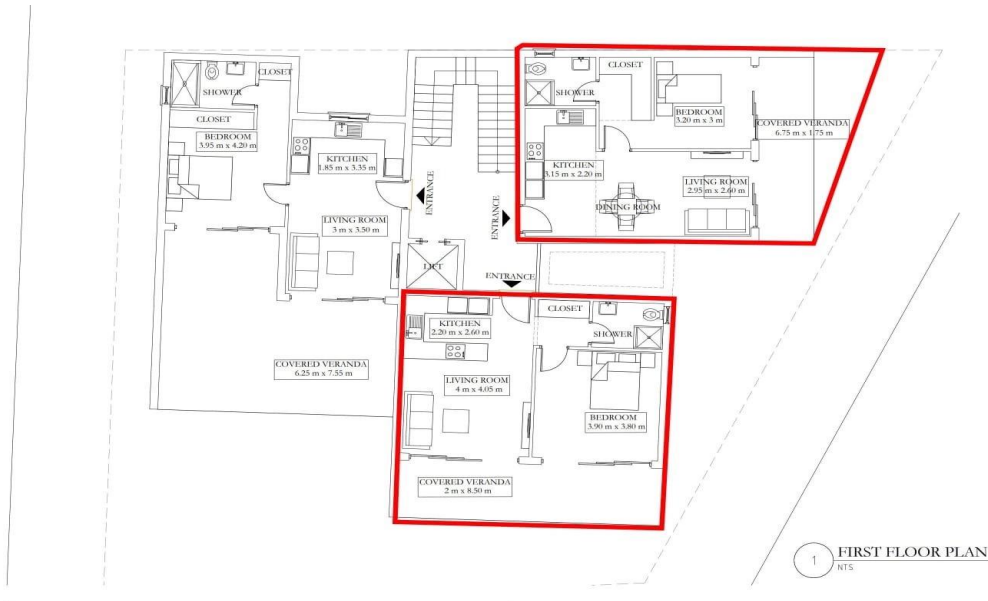 SHOWER
CLOSET
CLOSET
BEDROOM
3.95 m x 4.20 m
KITCHEN
1.85 m x 3.35 m
LIVING ROOM
3 m x 3.50 m
COVERED VERANDA
6.25 m x 7.55 m
ENTRANCE
ENTRANCE
LIFT
ENTRANCE
CLOSET
SHOWER
BEDROOM
3.20 m x 3 m
COVERED VERANDA
6.75 m x 1.75 m
KITCHEN
3.15 m x 2.20 m
LIVING ROOM
2.95 m x 2.60 m
DINING ROOM
KITCHEN
2.20 m x 2.60 m
CLOSET
SHOWER
LIVING ROOM
4 m x 4.05 m
BEDROOM
3.90 m x 3.80 m
COVERED VERANDA
2 m x 8.50 m
1
FIRST FLOOR PLAN
NTS